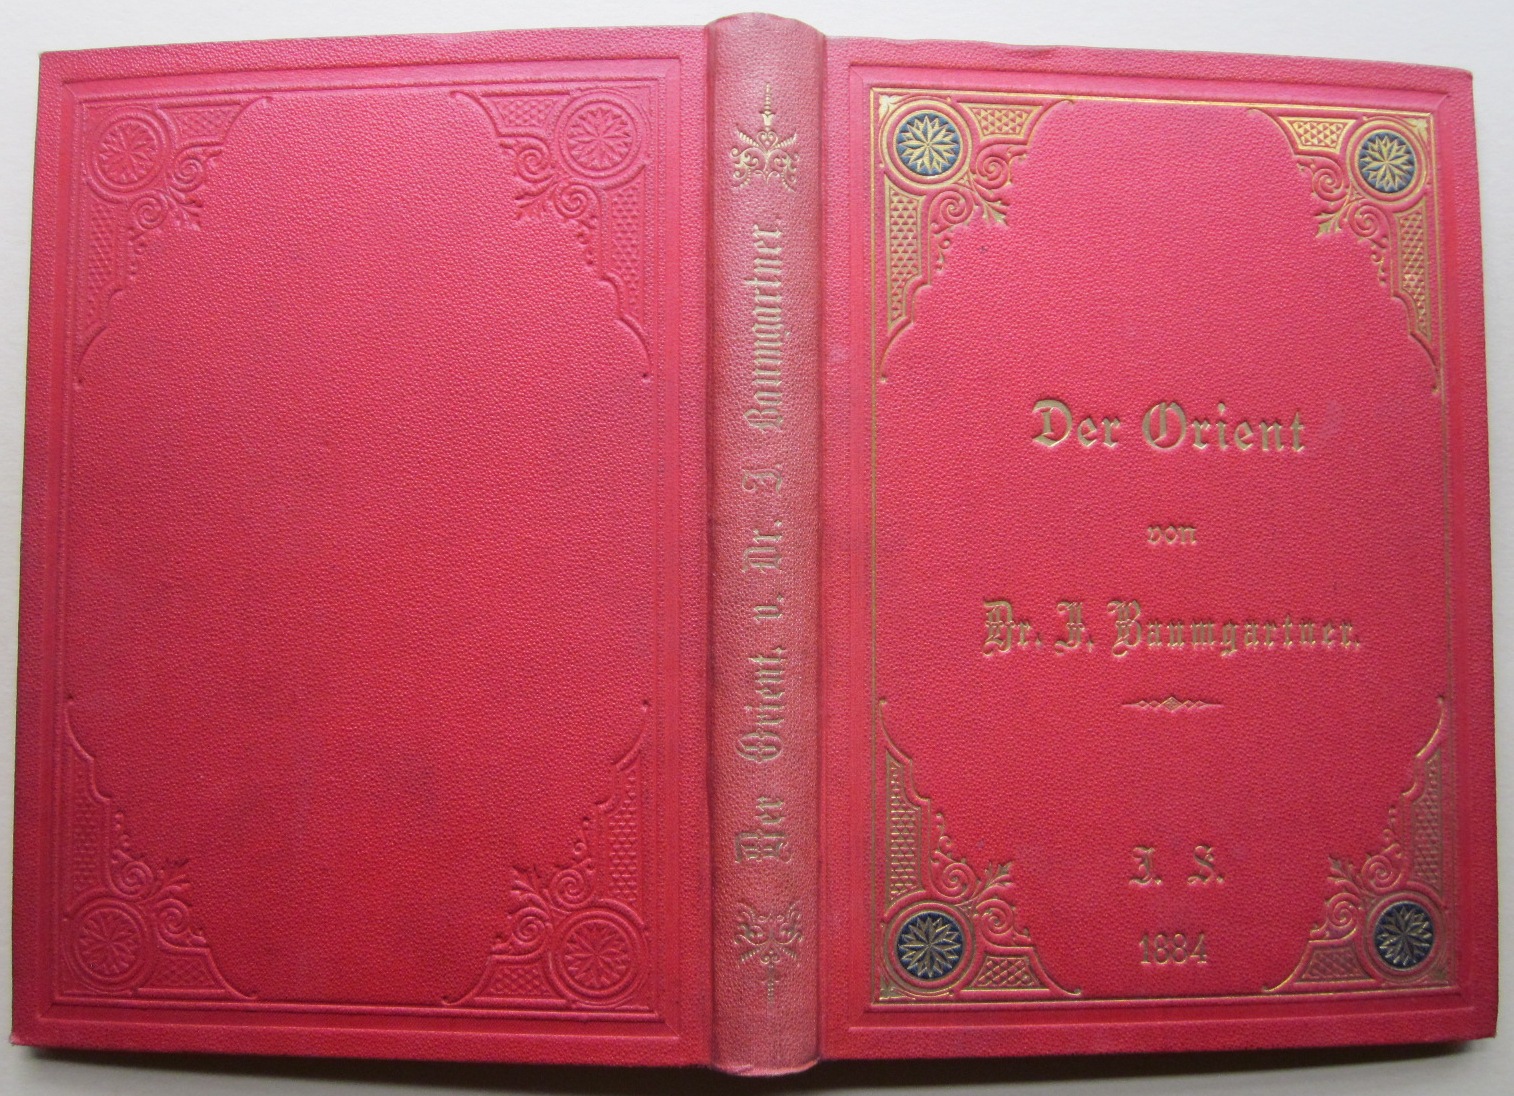 Der Orient. v. Dr. J. Baumgartner.
Der Orient
von
Dr. J. Baumgartner.
J. S.
1884